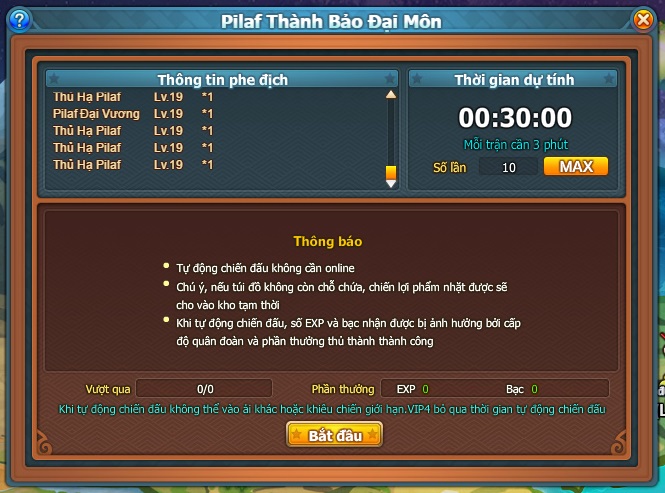 Pilaf Thành Bảo Đại Môn
Thông tin phe địch
Thủ Hạ Pilaf Lv.19 *1
Pilaf Đại Vương Lv.19 *1
Thủ Hạ Pilaf Lv.19 *1
Thủ Hạ Pilaf Lv.19 *1
Thủ Hạ Pilaf Lv.19 *1
Thời gian dự tính
00:30:00
Mỗi trận cần 3 phút
Số lần 10 MAX
Thông báo
Tự động chiến đấu không cần online
Chú ý, nếu túi đồ không còn chỗ chứa, chiến lợi phẩm nhặt được sẽ
cho vào kho tạm thời
Khi tự động chiến đấu, số EXP và bạc nhận được bị ảnh hưởng bởi cấp
độ quân đoàn và phần thưởng thủ thành thành công
Vượt qua 0/0 Phần thưởng EXP 0 Bạc 0
Khi tự động chiến đấu không thể vào ải khác hoặc khiêu chiến giới hạn.VIP4 bỏ qua thời gian tự động chiến đấu
Bắt đầu